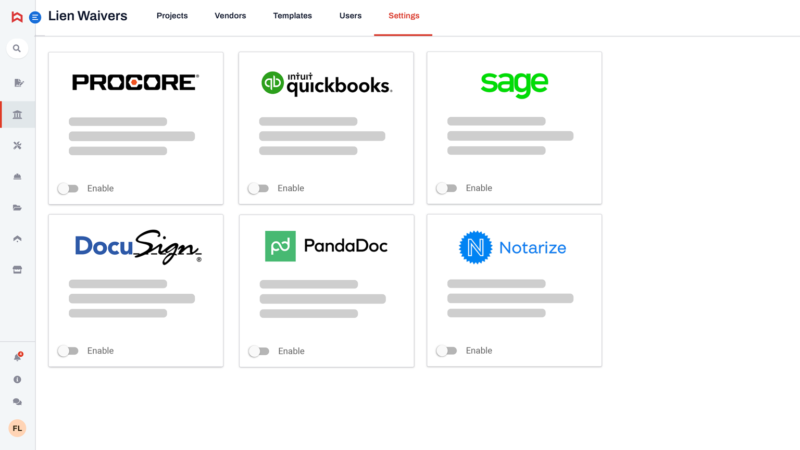 Lien Waivers
Projects
Vendors
Templates
Users
Settings
PROCORE®
intuit
quickbooks.
sage
Enable
Enable
Enable
DocuSign®
PandaDoc
N Notarize
Enable
Enable
Enable
FL